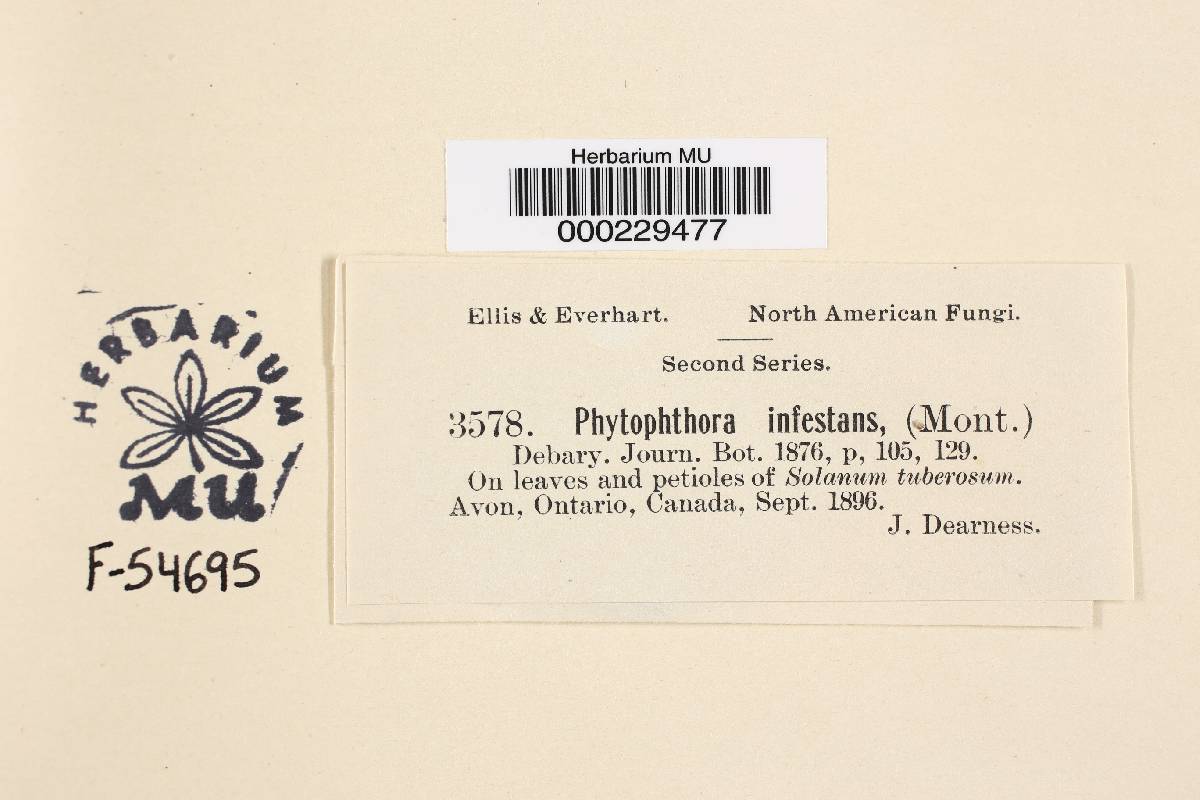 Herbarium MU
000229477
Ellis & Everhart. North American Fungi.
Second Series.
3578. Phytophthora infestans, (Mont.)
Debary. Journ. Bot. 1876, p, 105, 129.
On leaves and petioles of Solanum tuberosum.
Avon, Ontario, Canada, Sept. 1896.
J. Dearness.
HERBARIUM
MU
F-54695